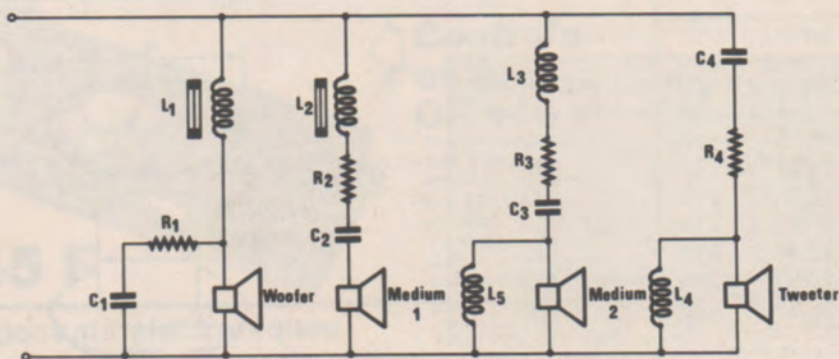 L1
L2
L3
C4
R2
R3
R4
C3
R1
C2
C1
Woofer
Medium
1
L5
Medium
2
L4
Tweeter